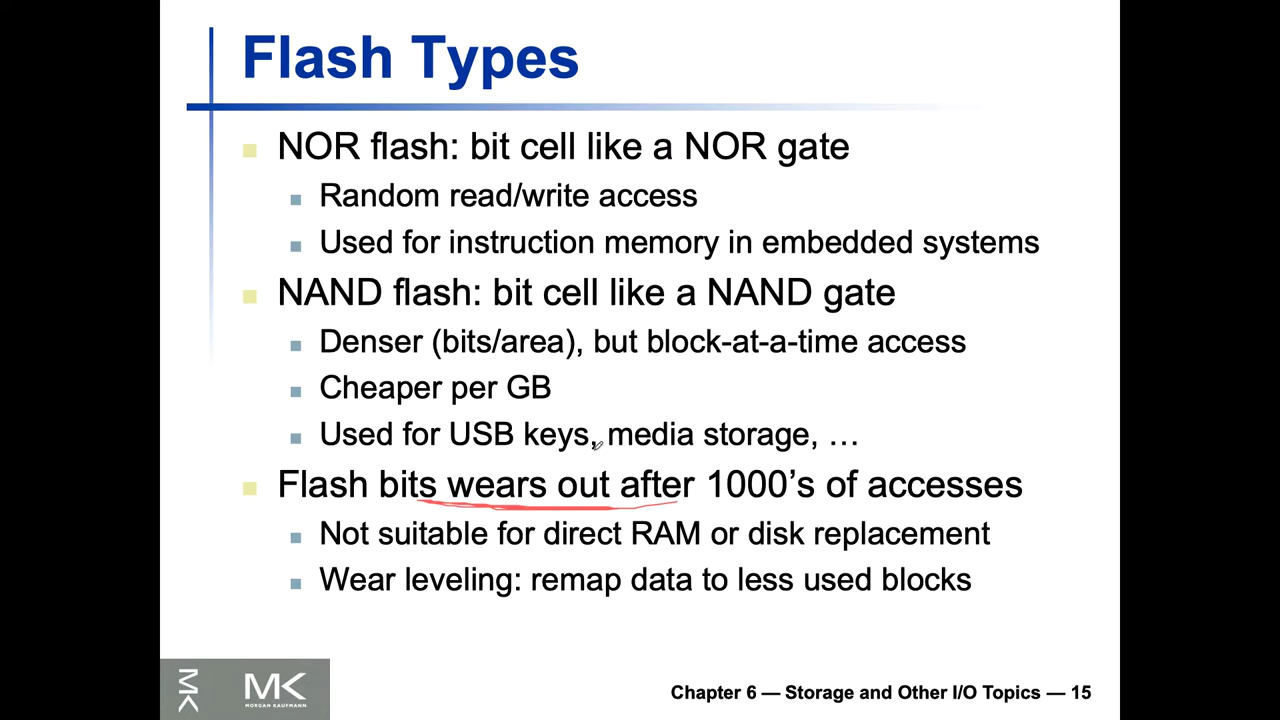 Flash Types
NOR flash: bit cell like a NOR gate
Random read/write access
Used for instruction memory in embedded systems
NAND flash: bit cell like a NAND gate
Denser (bits/area), but block-at-a-time access
Cheaper per GB
Used for USB keys, media storage, …
Flash bits wears out after 1000’s of accesses
Not suitable for direct RAM or disk replacement
Wear leveling: remap data to less used blocks
MK
MK
MORGAN KAUFMANN
Chapter 6 — Storage and Other I/O Topics — 15